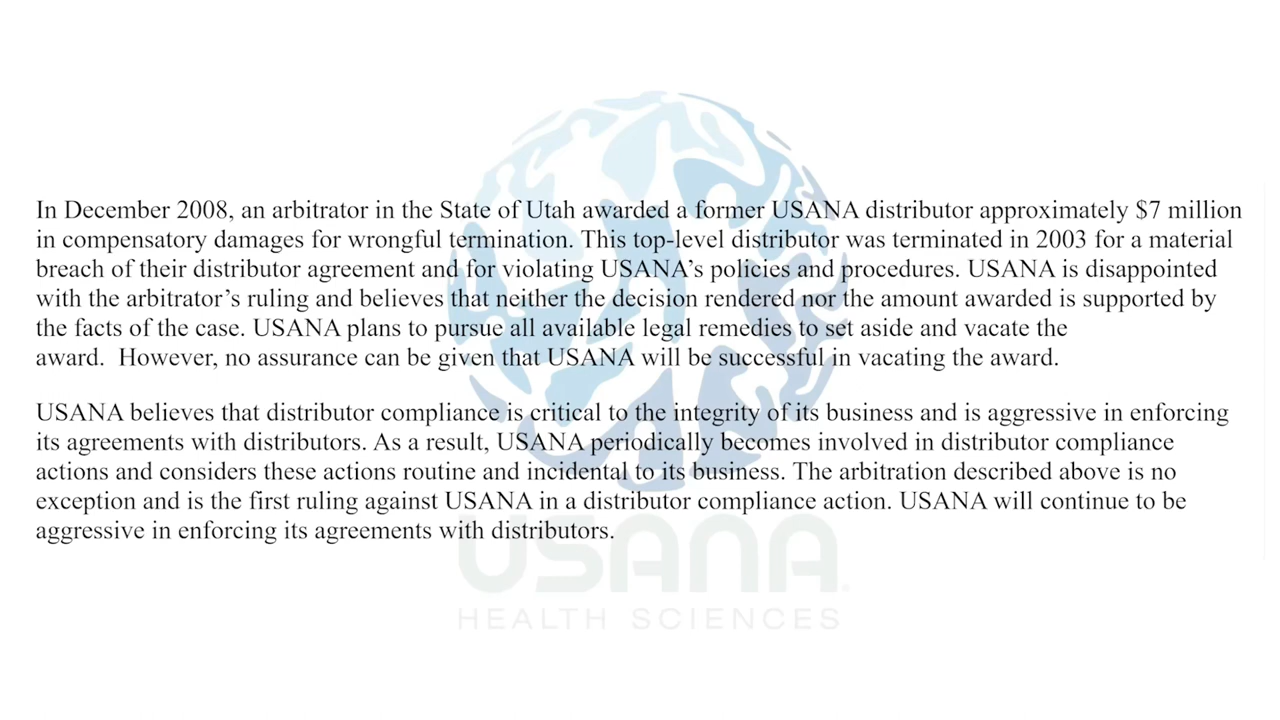 In December 2008, an arbitrator in the State of Utah awarded a former USANA distributor approximately $7 million
in compensatory damages for wrongful termination. This top-level distributor was terminated in 2003 for a material
breach of their distributor agreement and for violating USANA’s policies and procedures. USANA is disappointed
with the arbitrator’s ruling and believes that neither the decision rendered nor the amount awarded is supported by
the facts of the case. USANA plans to pursue all available legal remedies to set aside and vacate the
award.  However, no assurance can be given that USANA will be successful in vacating the award.
USANA believes that distributor compliance is critical to the integrity of its business and is aggressive in enforcing
its agreements with distributors. As a result, USANA periodically becomes involved in distributor compliance
actions and considers these actions routine and incidental to its business. The arbitration described above is no
exception and is the first ruling against USANA in a distributor compliance action. USANA will continue to be
aggressive in enforcing its agreements with distributors.
USANA
HEALTH SCIENCES